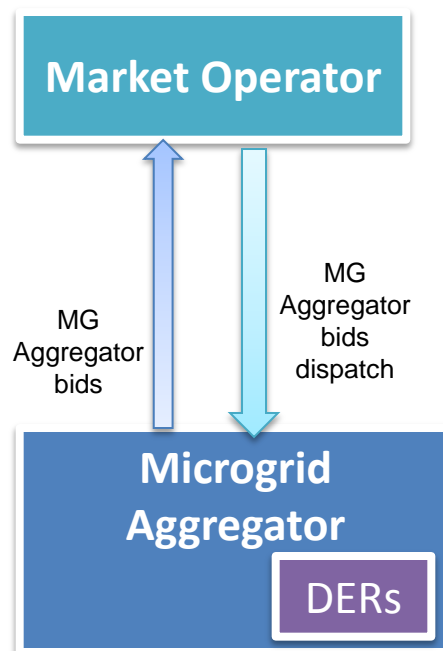 Market Operator
MG
Aggregator
bids
MG
Aggregator
bids
dispatch
Microgrid
Aggregator
DERs